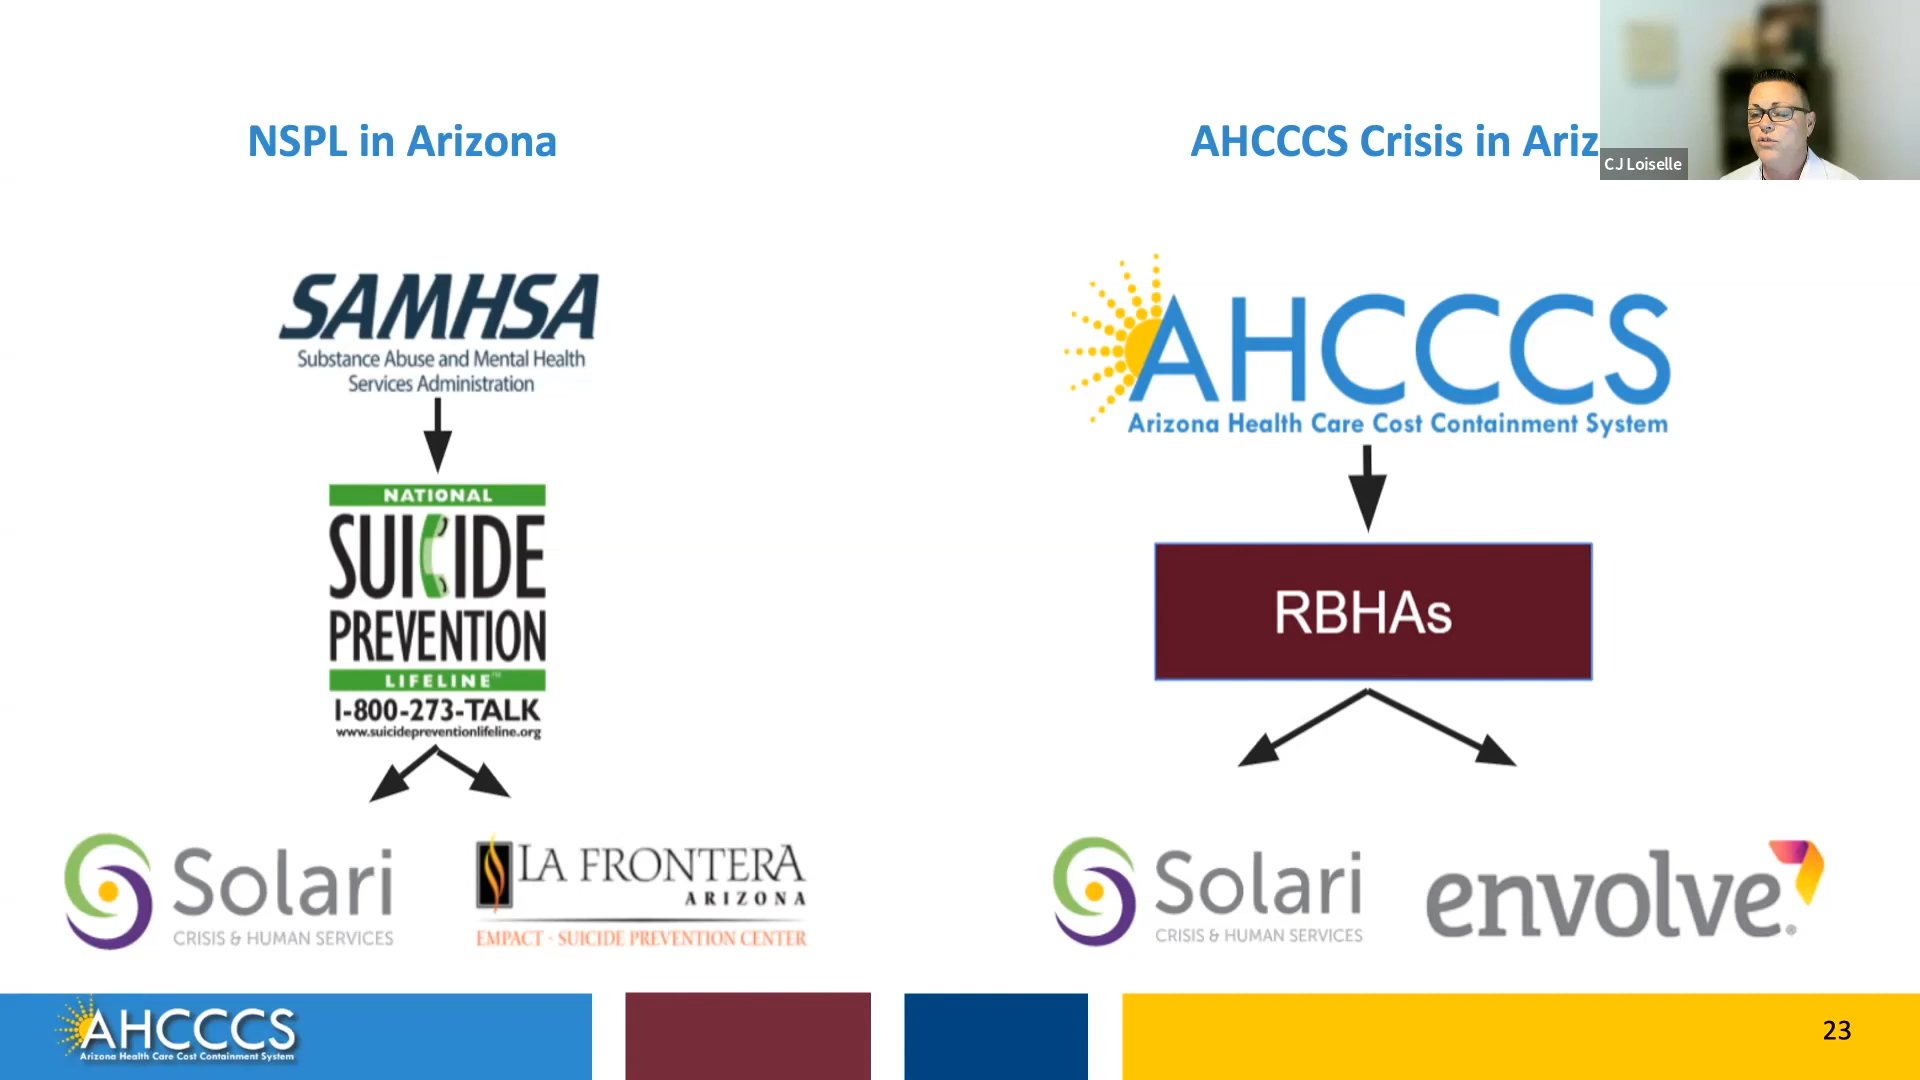 NSPL in Arizona
AHCCCS Crisis in Ariz
CJ Loiselle
SAMHSA
Substance Abuse and Mental Health
Services Administration
NATIONAL
SUICIDE
PREVENTION
LIFELINE™
1-800-273-TALK
www.suicidepreventionlifeline.org
Solari
CRISIS & HUMAN SERVICES
LA FRONTERA
ARIZONA
EMPACT - SUICIDE PREVENTION CENTER
AHCCCS
Arizona Health Care Cost Containment System
RBHAs
Solari
CRISIS & HUMAN SERVICES
envolve®
AHCCCS
Arizona Health Care Cost Containment System
23